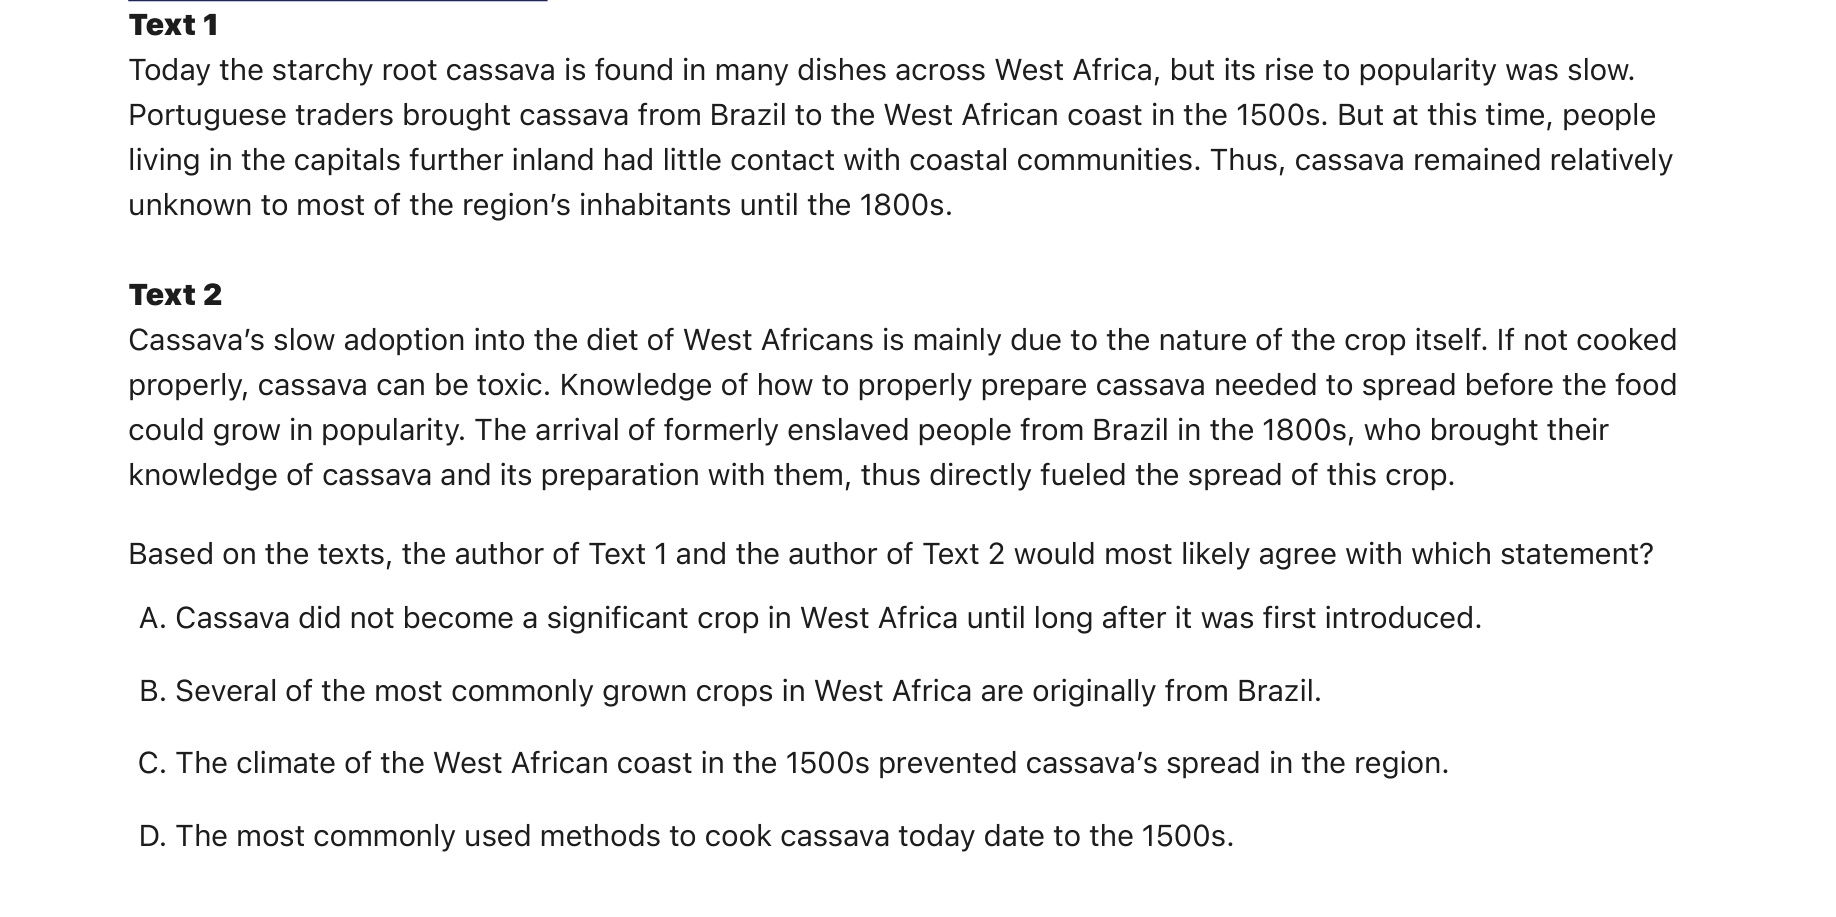 Text 1
Today the starchy root cassava is found in many dishes across West Africa, but its rise to popularity was slow.
Portuguese traders brought cassava from Brazil to the West African coast in the 1500s. But at this time, people
living in the capitals further inland had little contact with coastal communities. Thus, cassava remained relatively
unknown to most of the region’s inhabitants until the 1800s.
Text 2
Cassava’s slow adoption into the diet of West Africans is mainly due to the nature of the crop itself. If not cooked
properly, cassava can be toxic. Knowledge of how to properly prepare cassava needed to spread before the food
could grow in popularity. The arrival of formerly enslaved people from Brazil in the 1800s, who brought their
knowledge of cassava and its preparation with them, thus directly fueled the spread of this crop.
Based on the texts, the author of Text 1 and the author of Text 2 would most likely agree with which statement?
A. Cassava did not become a significant crop in West Africa until long after it was first introduced.
B. Several of the most commonly grown crops in West Africa are originally from Brazil.
C. The climate of the West African coast in the 1500s prevented cassava’s spread in the region.
D. The most commonly used methods to cook cassava today date to the 1500s.